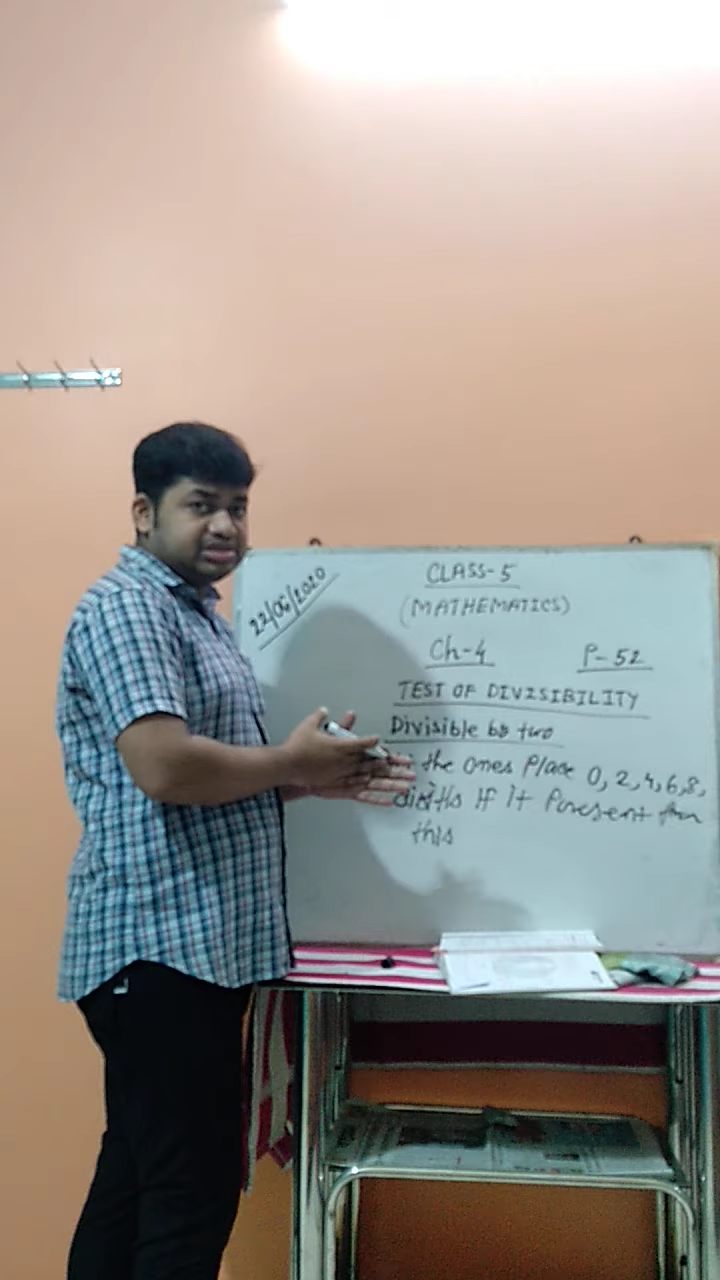 22/06/2020
CLASS-5
(MATHEMATICS)
Ch-4 P-52
TEST OF DIVISIBILITY
Divisible by two
the ones place 0, 2, 4, 6, 8,
If It Present then
this